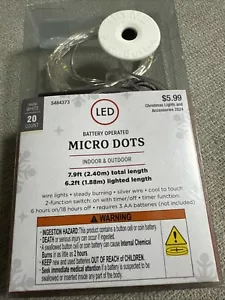 LED
S484373
$5.99
Christmas Lights and
Accessories 2024
WARM
WHITE
20
COUNT
BATTERY OPERATED
MICRO DOTS
INDOOR & OUTDOOR
7.9ft (2.40m) total length
6.2ft (1.88m) lighted length
wire lights • steady burning • silver wire • cool to touch
2-function switch: on with timer/off • timer function:
6 hours on/18 hours off • requires 3 AA batteries (not included)
WARNING
• INGESTION HAZARD: This product contains a button cell or coin battery.
• DEATH or serious injury can occur if ingested.
• A swallowed button cell or coin battery can cause Internal Chemical
Burns in as little as 2 hours.
• KEEP new and used batteries OUT OF REACH of CHILDREN.
• Seek immediate medical attention if a battery is suspected to be
swallowed or inserted inside any part of the body.